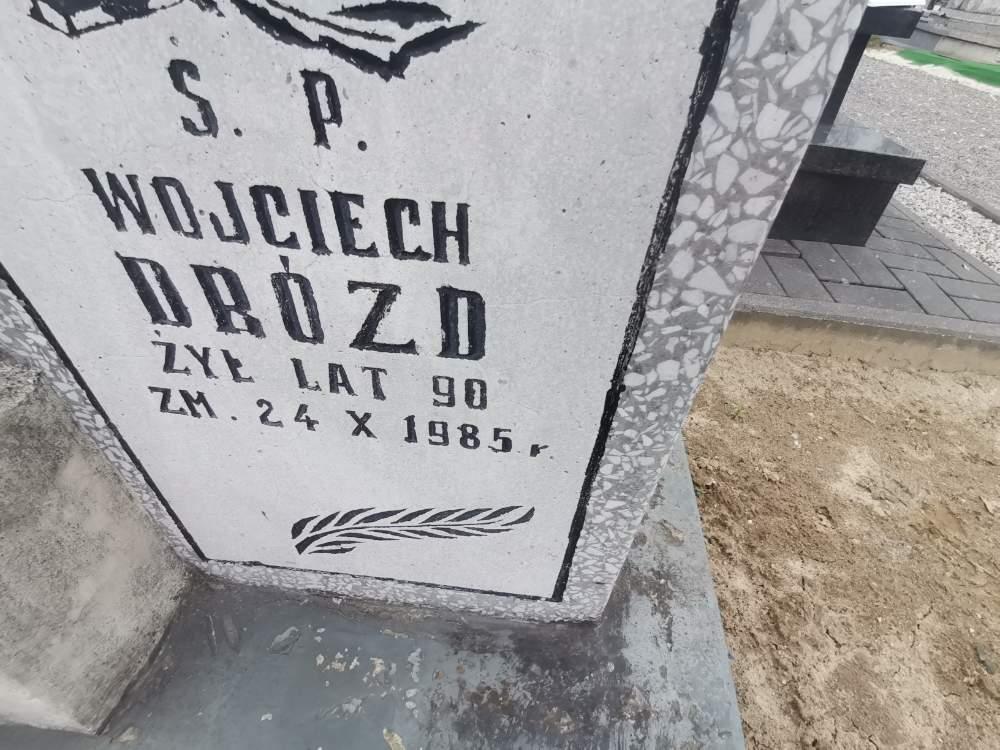 S. P.
WOJCIECH
DRÓZD
ŻYŁ LAT 90
ZM. 24 X 1985 r